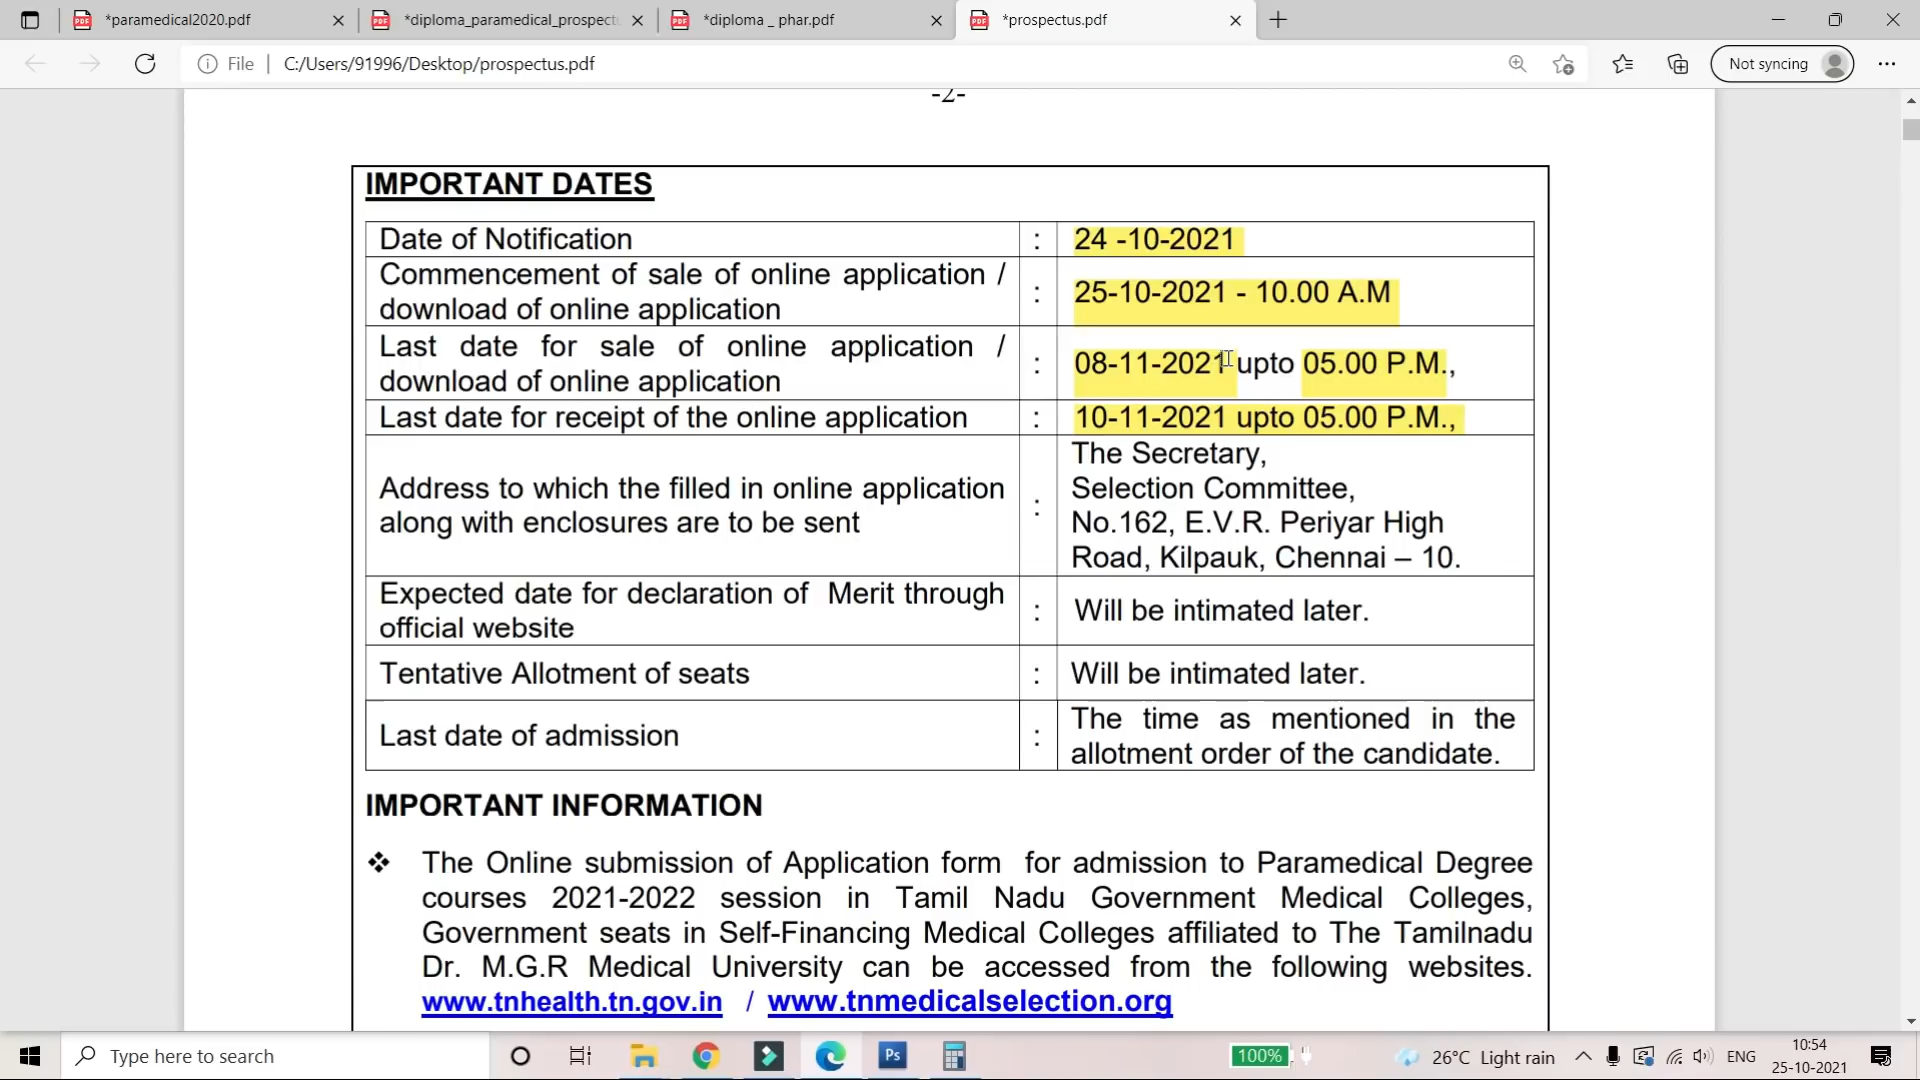 *paramedical2020.pdf
*diploma_paramedical_prospect
*diploma _ phar.pdf
*prospectus.pdf
File
C:/Users/91996/Desktop/prospectus.pdf
Not syncing
-2-
IMPORTANT DATES
Date of Notification : 24 -10-2021
Commencement of sale of online application /
download of online application : 25-10-2021 - 10.00 A.M
Last date for sale of online application /
download of online application : 08-11-2021 upto 05.00 P.M.,
Last date for receipt of the online application : 10-11-2021 upto 05.00 P.M.,
Address to which the filled in online application
along with enclosures are to be sent :
The Secretary,
Selection Committee,
No.162, E.V.R. Periyar High
Road, Kilpauk, Chennai – 10.
Expected date for declaration of Merit through
official website : Will be intimated later.
Tentative Allotment of seats : Will be intimated later.
Last date of admission :
The time as mentioned in the
allotment order of the candidate.
IMPORTANT INFORMATION
❖ The Online submission of Application form for admission to Paramedical Degree
courses 2021-2022 session in Tamil Nadu Government Medical Colleges,
Government seats in Self-Financing Medical Colleges affiliated to The Tamilnadu
Dr. M.G.R Medical University can be accessed from the following websites.
www.tnhealth.tn.gov.in / www.tnmedicalselection.org
Type here to search
Ps
100%
26°C Light rain
ENG
10:54
25-10-2021